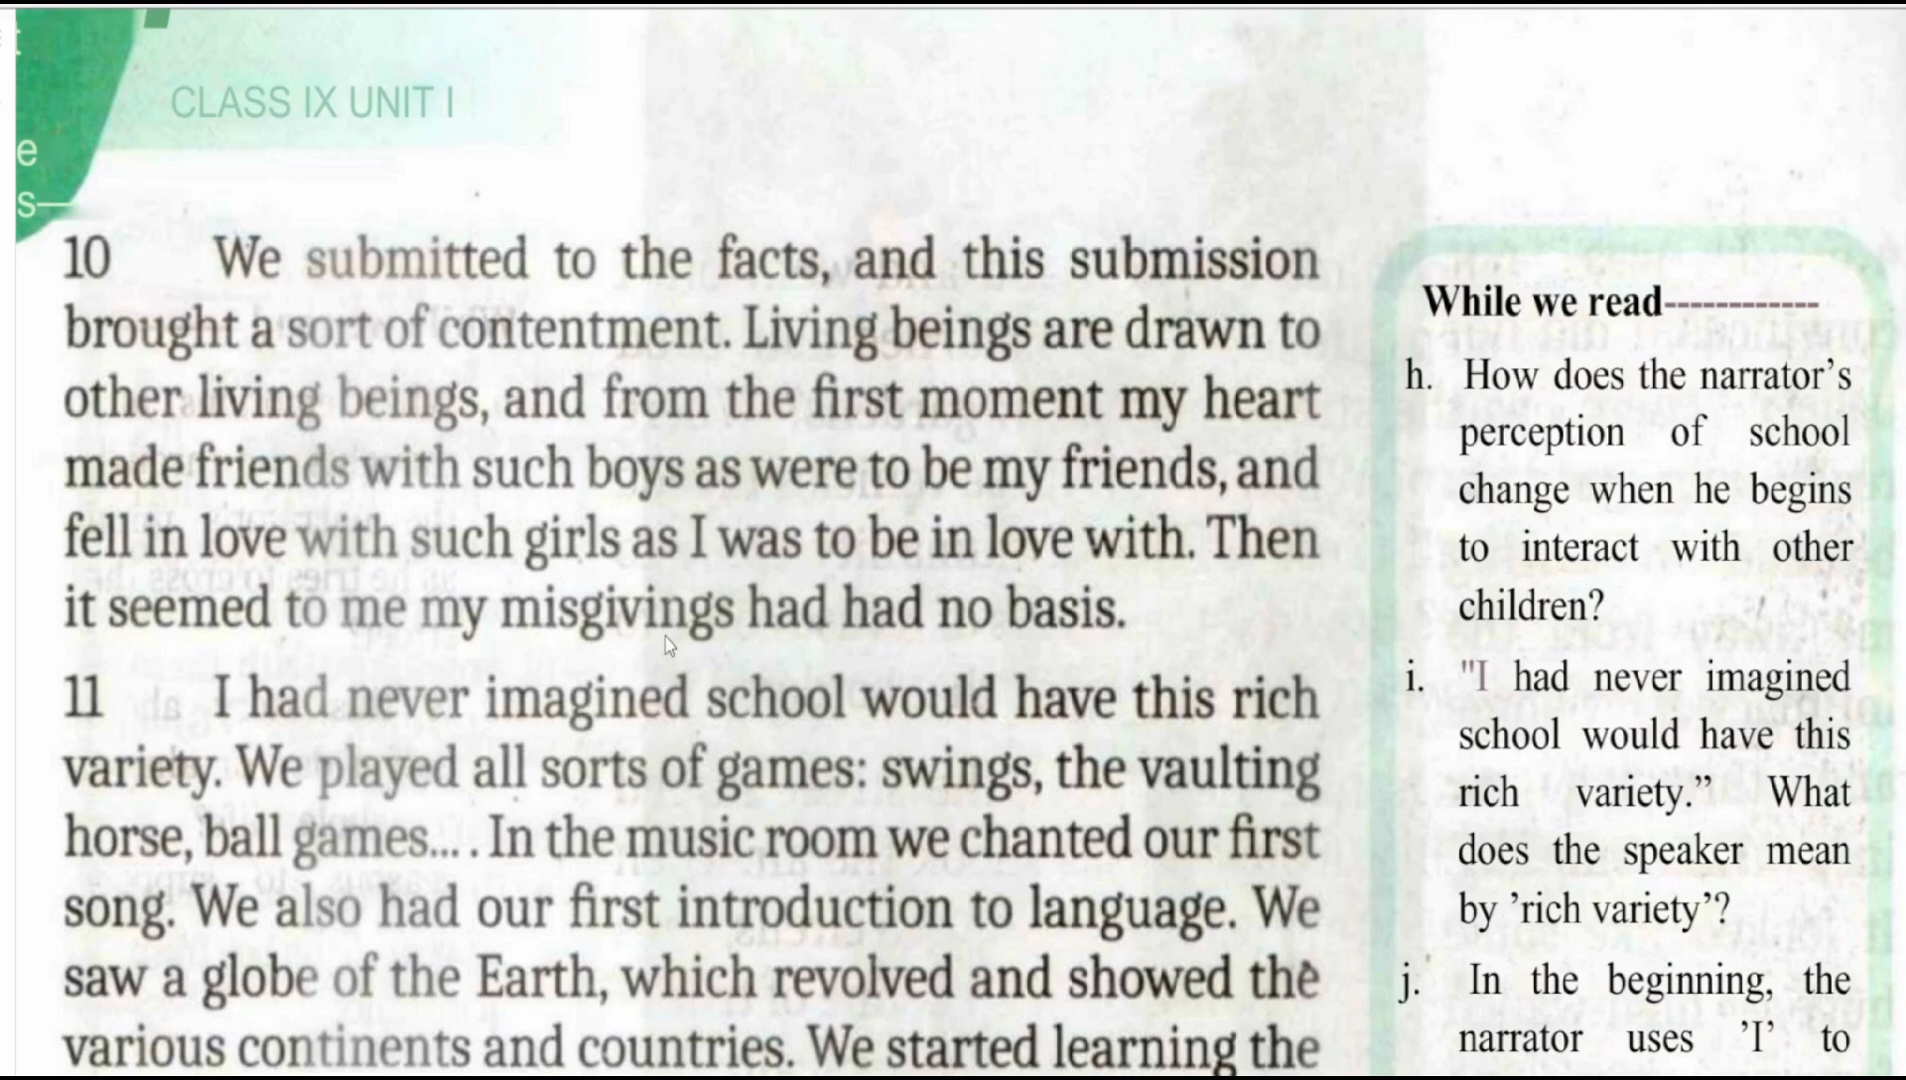 t
CLASS IX UNIT I
e
s—
10 We submitted to the facts, and this submission
brought a sort of contentment. Living beings are drawn to
other living beings, and from the first moment my heart
made friends with such boys as were to be my friends, and
fell in love with such girls as I was to be in love with. Then
it seemed to me my misgivings had had no basis.
11 I had never imagined school would have this rich
variety. We played all sorts of games: swings, the vaulting
horse, ball games... . In the music room we chanted our first
song. We also had our first introduction to language. We
saw a globe of the Earth, which revolved and showed the
various continents and countries. We started learning the
While we read------------
h. How does the narrator’s
perception of school
change when he begins
to interact with other
children?
i. "I had never imagined
school would have this
rich variety.” What
does the speaker mean
by ’rich variety’?
j. In the beginning, the
narrator uses ’I’ to